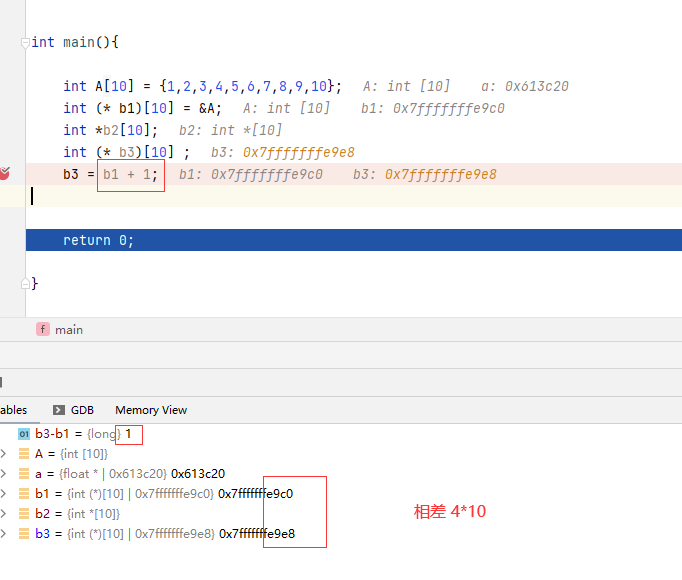 int main(){
int A[10] = {1,2,3,4,5,6,7,8,9,10}; A: int [10] a: 0x613c20
int (* b1)[10] = &A; A: int [10] b1: 0x7fffffffe9c0
int *b2[10]; b2: int *[10]
int (* b3)[10] ; b3: 0x7fffffffe9e8
b3 = b1 + 1; b1: 0x7fffffffe9c0 b3: 0x7fffffffe9e8
return 0;
}
f main
ables GDB Memory View
01 b3-b1 = {long} 1
A = {int [10]}
a = {float * | 0x613c20} 0x613c20
b1 = {int (*)[10] | 0x7fffffffe9c0} 0x7fffffffe9c0
b2 = {int *[10]}
b3 = {int (*)[10] | 0x7fffffffe9e8} 0x7fffffffe9e8
相差 4*10